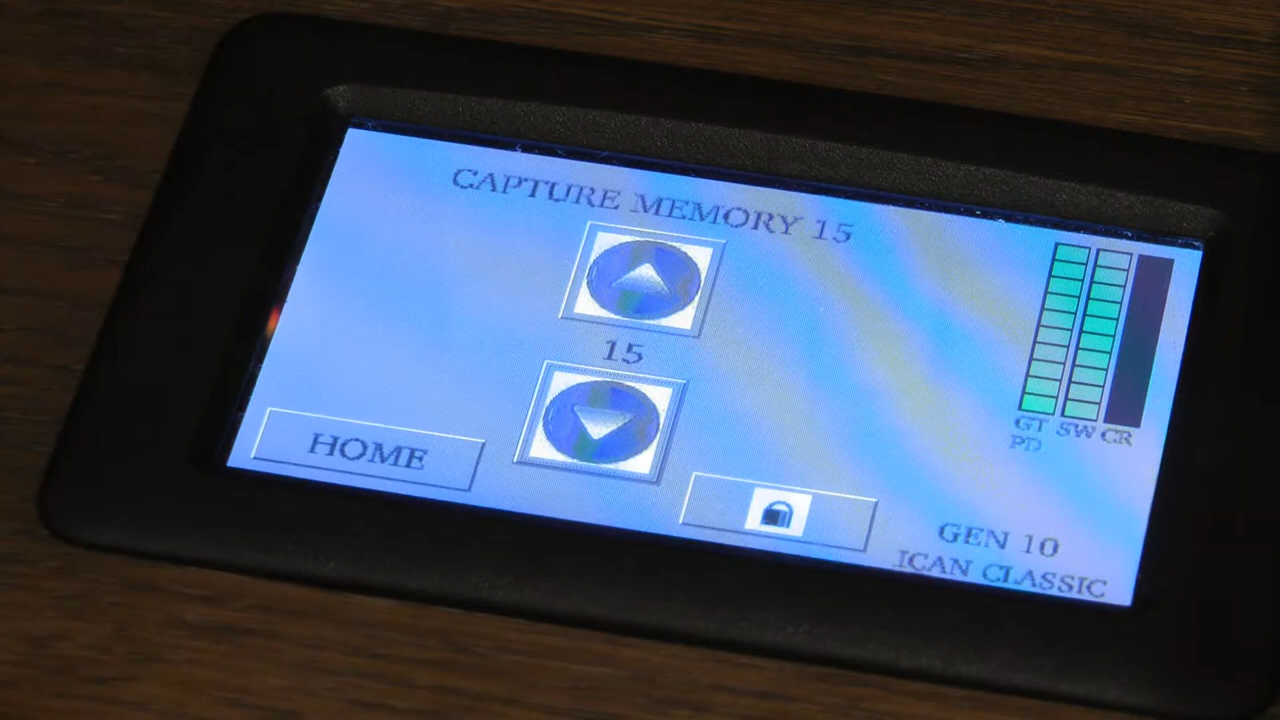 CAPTURE MEMORY 15
15
HOME
GT SW CR
PD
GEN 10
ICAN CLASSIC